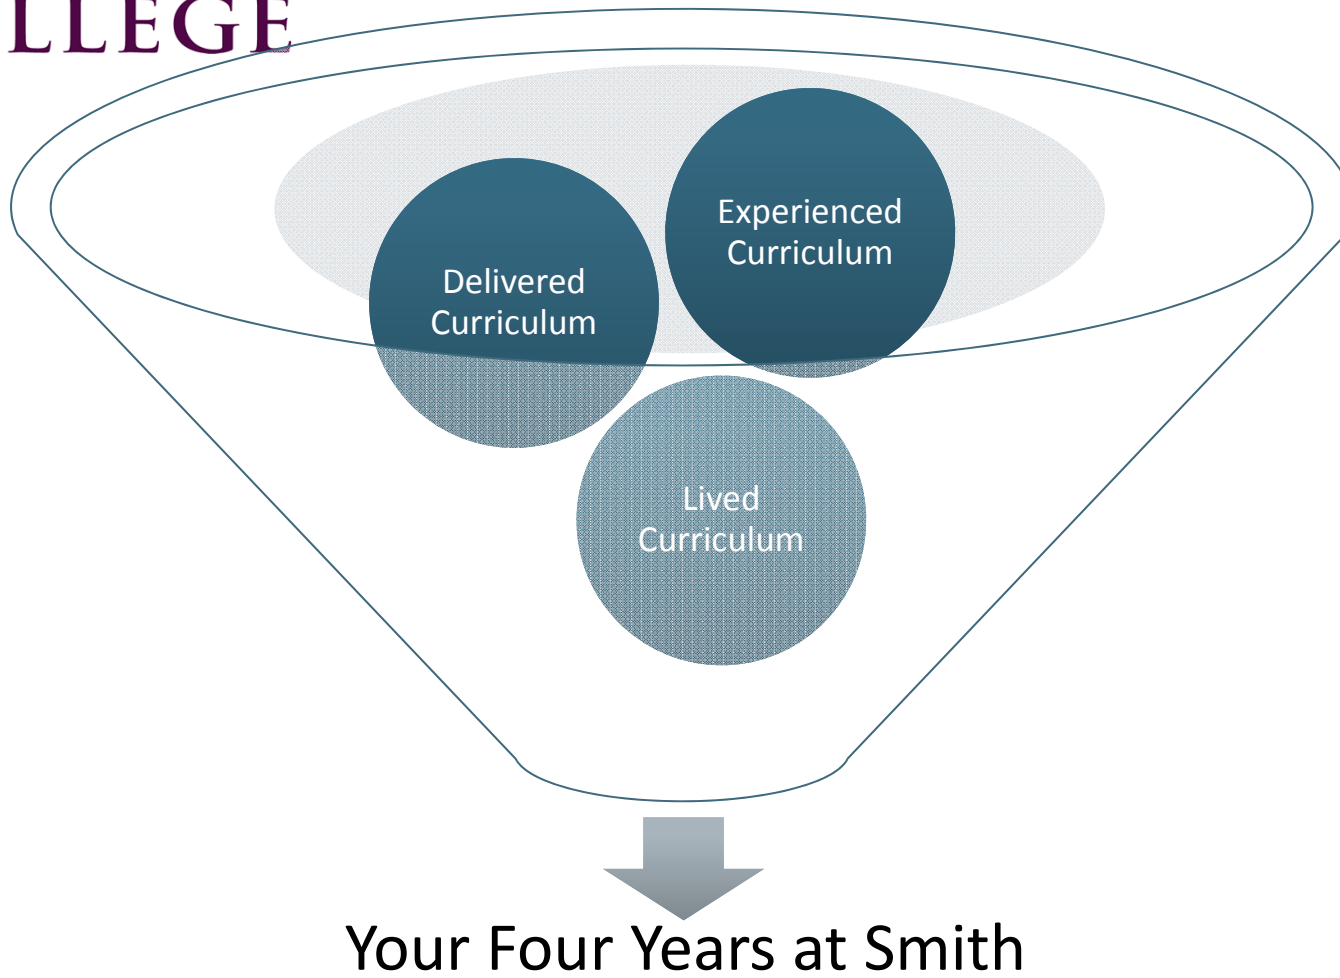 LLEGE
Experienced
Curriculum
Delivered
Curriculum
Lived
Curriculum
Your Four Years at Smith